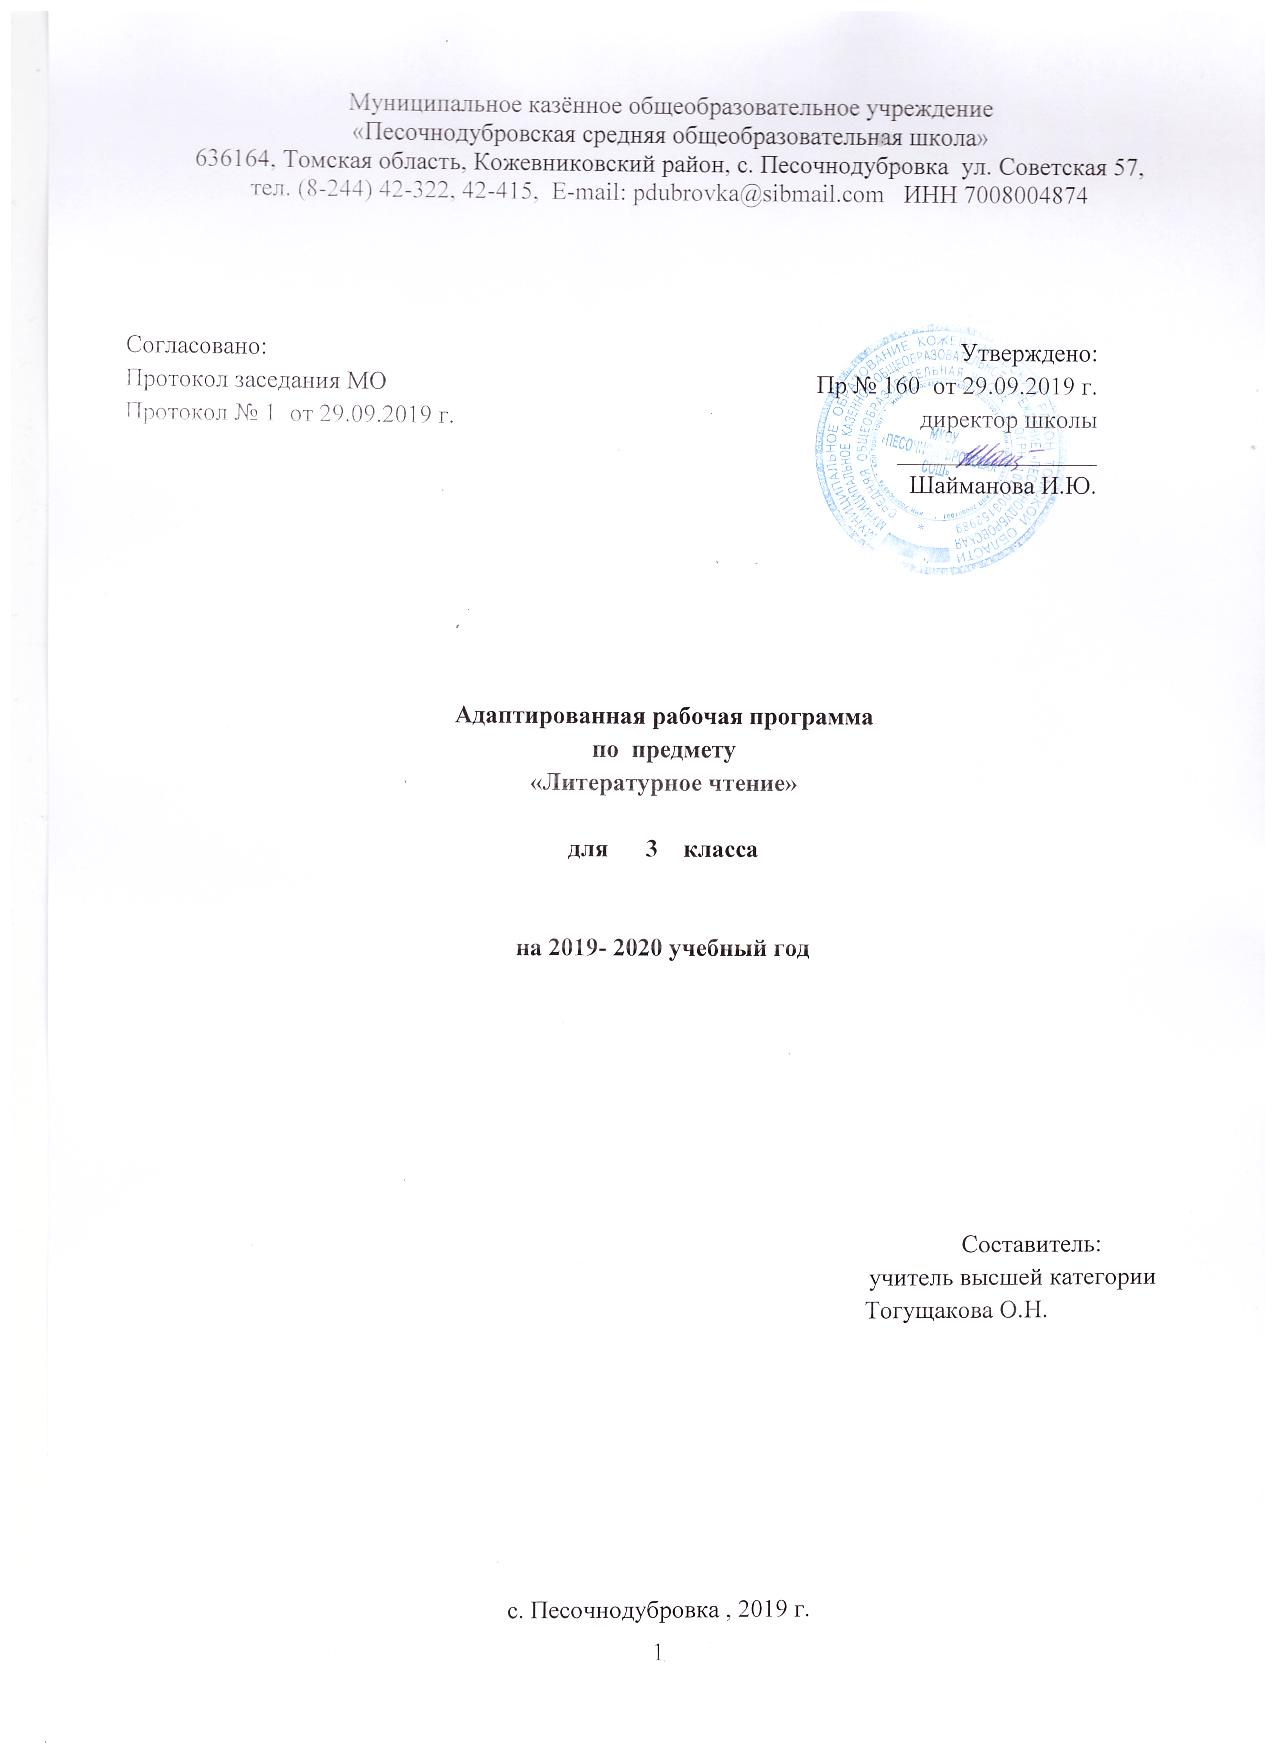 Муниципальное казённое общеобразовательное учреждение
«Песочнодубровская средняя общеобразовательная школа»
636164, Томская область, Кожевниковский район, с. Песочнодубровка ул. Советская 57,
тел. (8-244) 42-322, 42-415, E-mail: pdubrovka@sibmail.com ИНН 7008004874
Согласовано:
Протокол заседания МО
Протокол № 1 от 29.09.2019 г.
Утверждено:
Пр № 160 от 29.09.2019 г.
директор школы
Шайманова И.Ю.
Адаптированная рабочая программа
по предмету
«Литературное чтение»
для 3 класса
на 2019- 2020 учебный год
Составитель:
учитель высшей категории
Тогущакова О.Н.
с. Песочнодубровка , 2019 г.
1